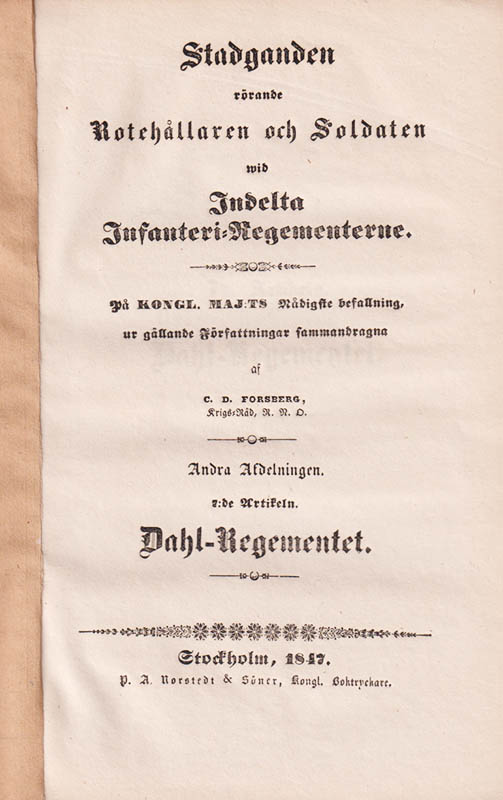 Stadganden
rörande
Rotehållaren och Soldaten
wid
Indelta
Infanteri-Regementerne.
På KONGL. MAJ:TS Nådigste befallning,
ur gällande Författningar sammandragna
af
C. D. FORSBERG,
Krigs-Råd, R. N. O.
Andra Afdelningen.
7:de Artikeln.
Dahl-Regementet.
Stockholm, 1847.
P. A. Norstedt & Söner, Kongl. Boktryckare.